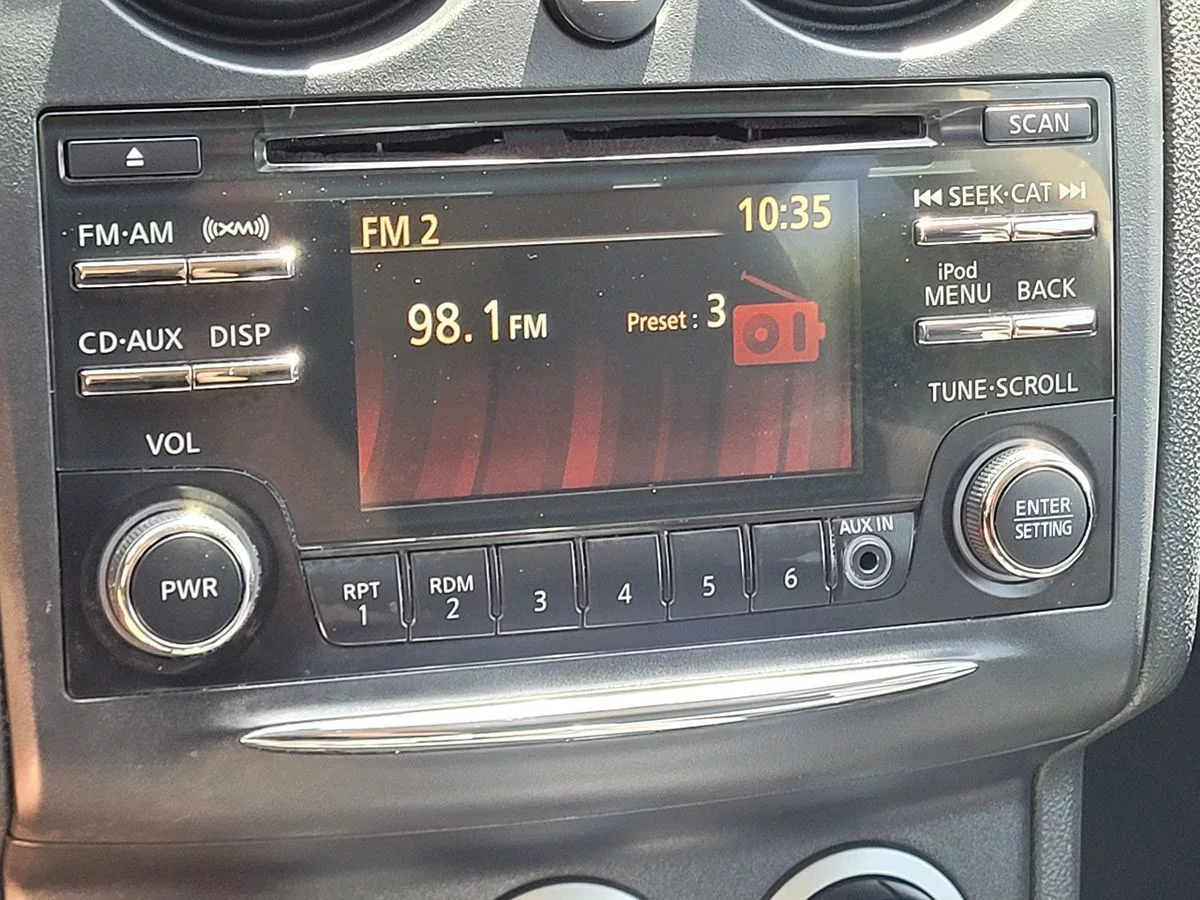 SCAN
FM·AM
XM
SEEK·CAT
FM 2
10:35
iPod
MENU
BACK
98.1 FM
Preset : 3
CD·AUX
DISP
TUNE·SCROLL
VOL
ENTER
SETTING
AUX IN
PWR
RPT
1
RDM
2
3
4
5
6